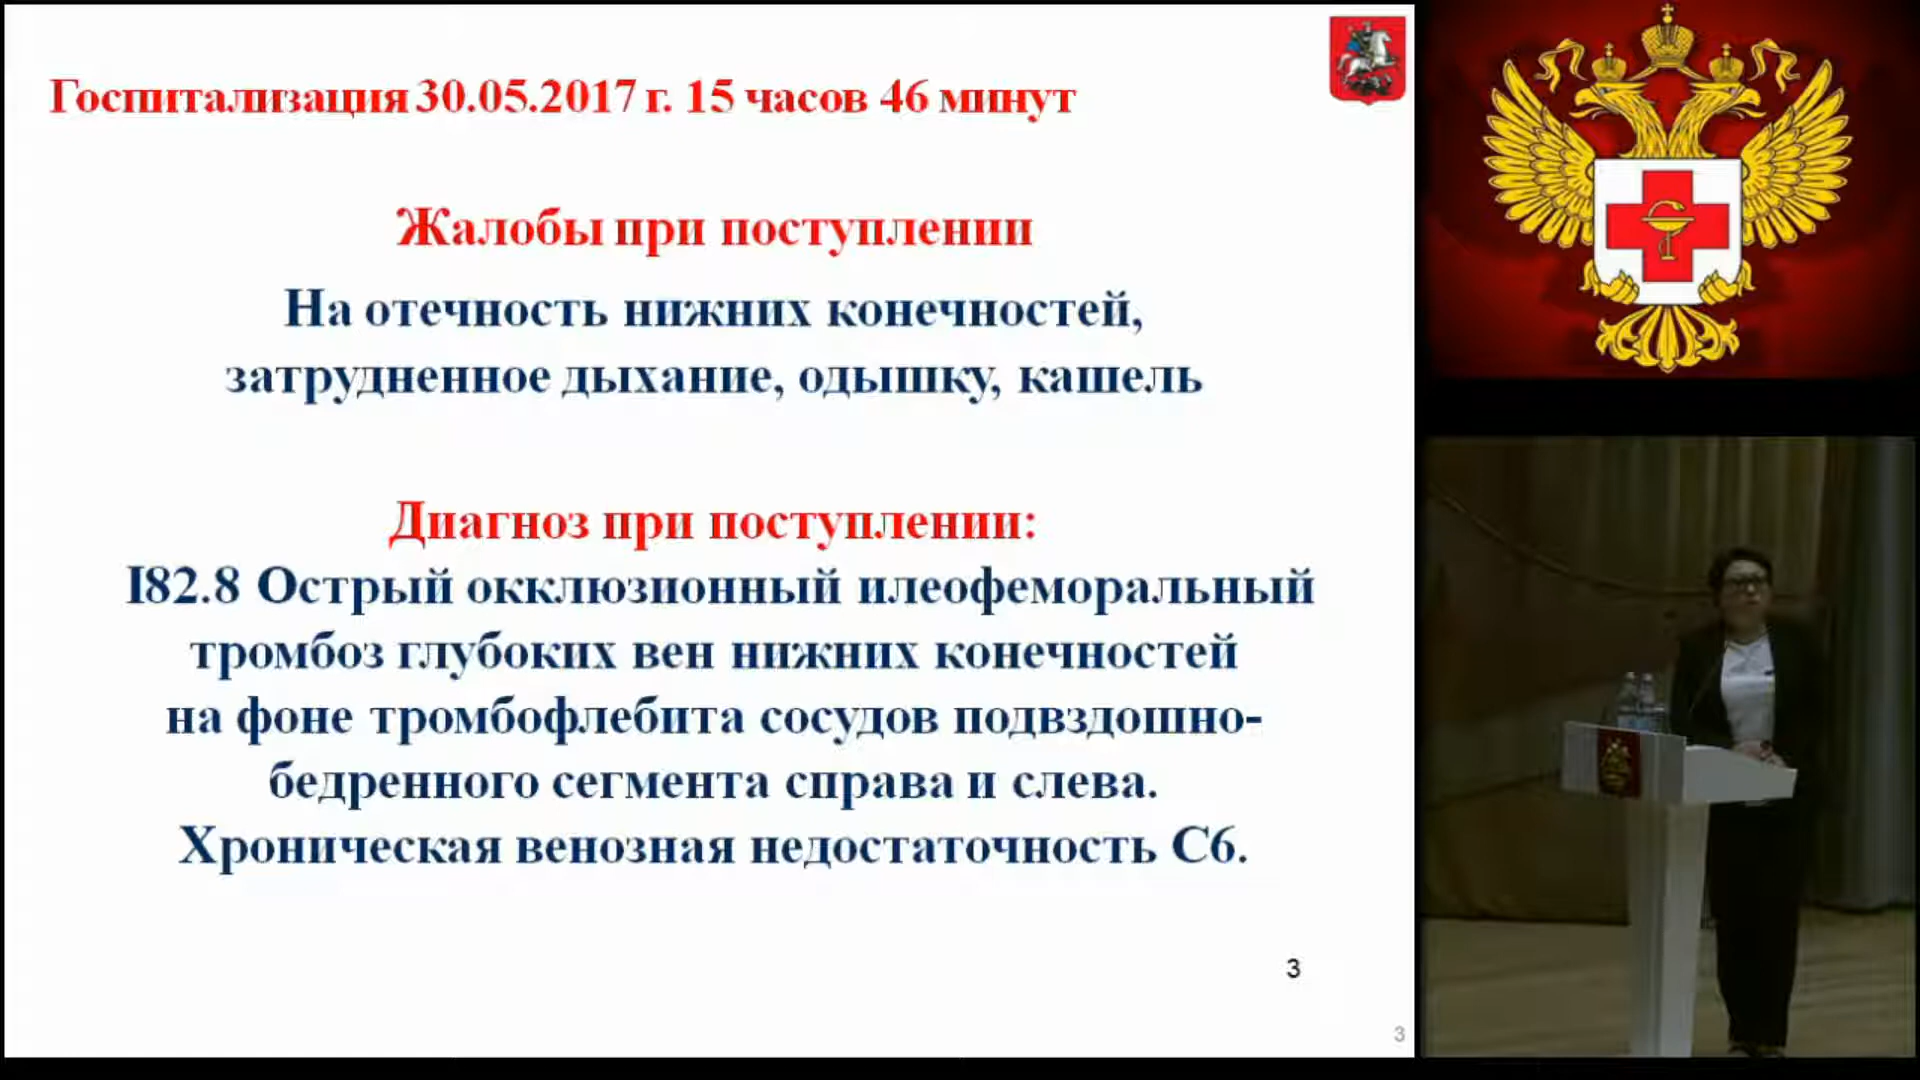 Госпитализация 30.05.2017 г. 15 часов 46 минут
Жалобы при поступлении
На отечность нижних конечностей,
затрудненное дыхание, одышку, кашель
Диагноз при поступлении:
I82.8 Острый окклюзионный илеофеморальный
тромбоз глубоких вен нижних конечностей
на фоне тромбофлебита сосудов подвздошно-
бедренного сегмента справа и слева.
Хроническая венозная недостаточность С6.
3
3